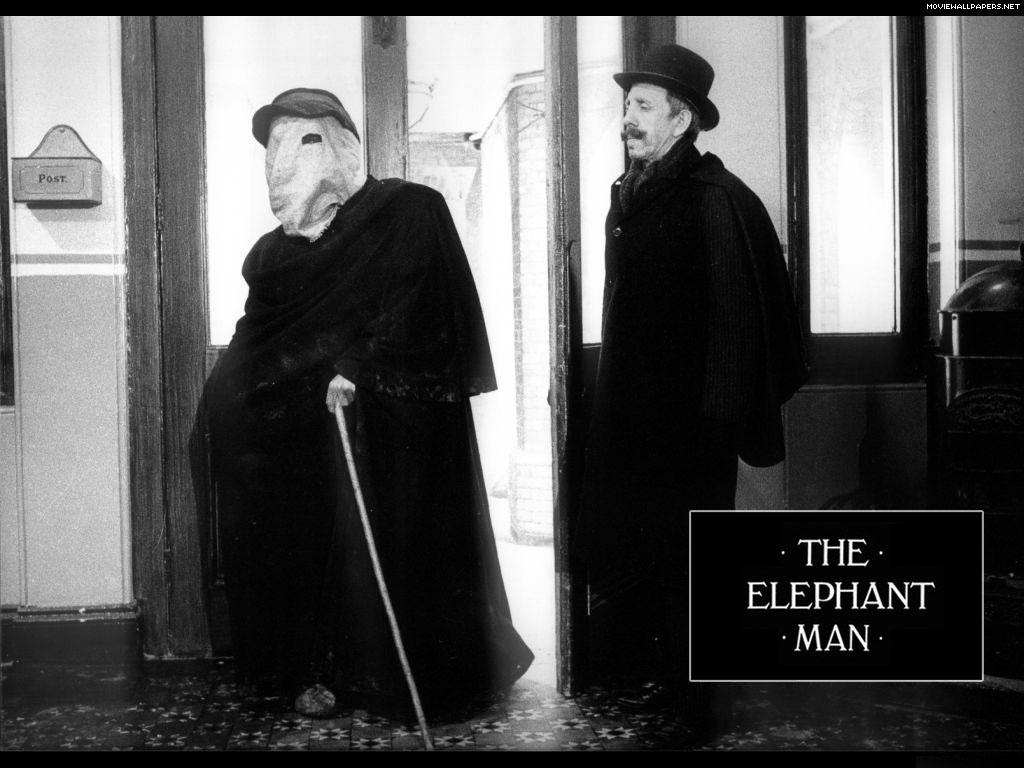 MOVIEWALLPAPERS.NET
POST.
· THE ·
ELEPHANT
· MAN ·